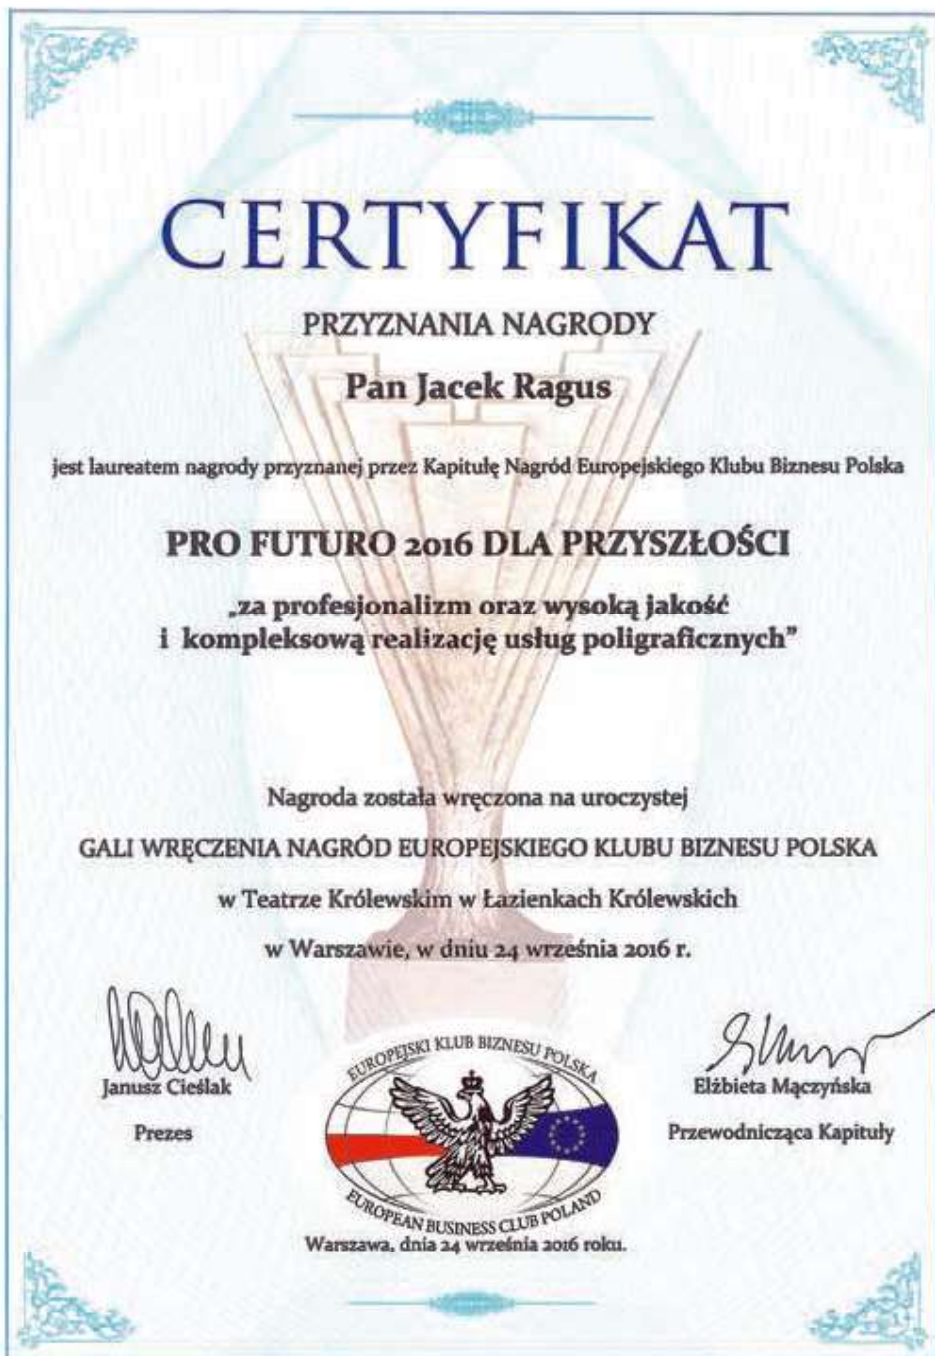 CERTYFIKAT
PRZYZNANIA NAGRODY
Pan Jacek Ragus
jest laureatem nagrody przyznanej przez Kapitułę Nagród Europejskiego Klubu Biznesu Polska
PRO FUTURO 2016 DLA PRZYSZŁOŚCI
„za profesjonalizm oraz wysoką jakość
i kompleksową realizację usług poligraficznych”
Nagroda została wręczona na uroczystej
GALI WRĘCZENIA NAGRÓD EUROPEJSKIEGO KLUBU BIZNESU POLSKA
w Teatrze Królewskim w Łazienkach Królewskich
w Warszawie, w dniu 24 września 2016 r.
Janusz Cieślak
Prezes
EUROPEJSKI KLUB BIZNESU POLSKA
EUROPEAN BUSINESS CLUB POLAND
Elżbieta Mączyńska
Przewodnicząca Kapituły
Warszawa, dnia 24 września 2016 roku.